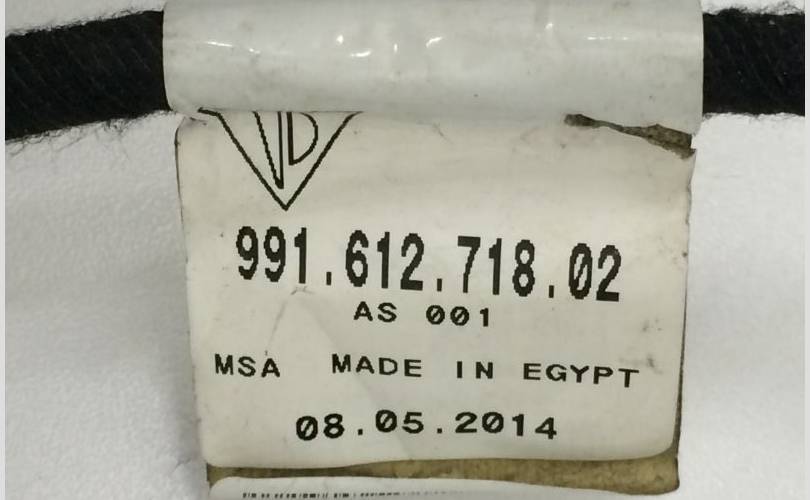 991.612.718.02
AS 001
MSA MADE IN EGYPT
08.05.2014